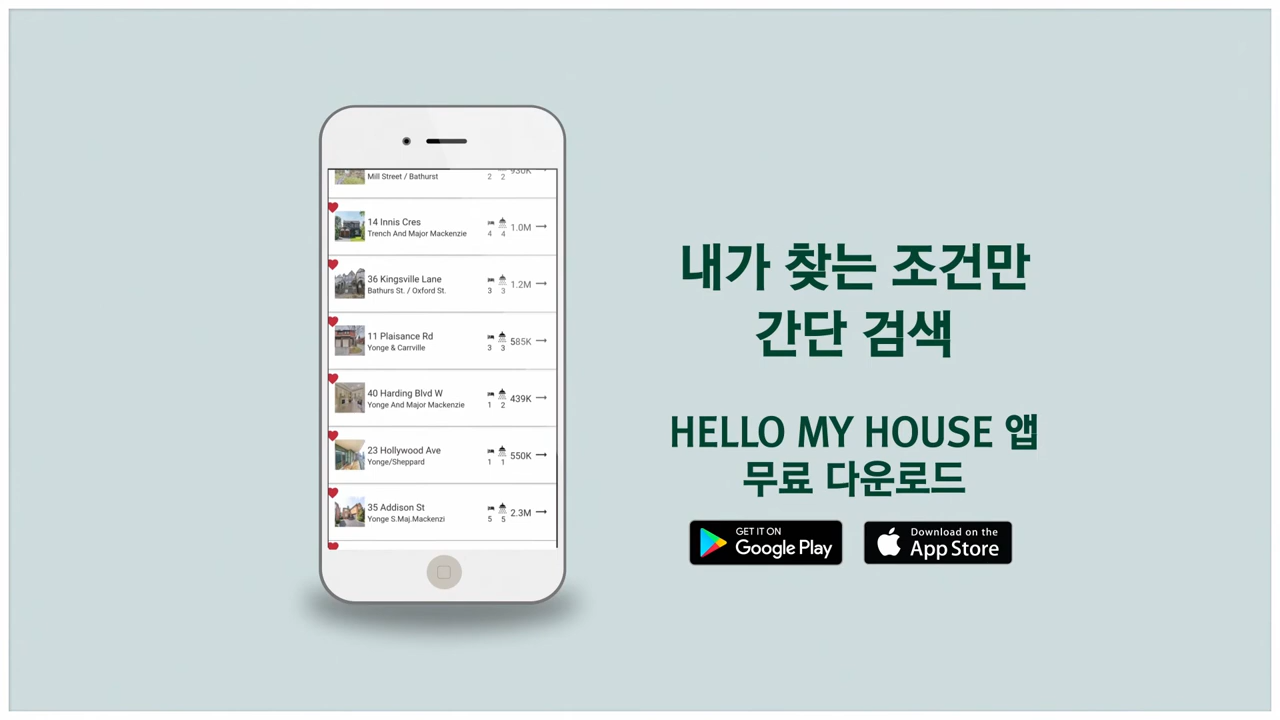 Mill Street / Bathurst
2 2
930K
14 Innis Cres
Trench And Major Mackenzie
4 4
1.0M
36 Kingsville Lane
Bathurs St. / Oxford St.
3 3
1.2M
11 Plaisance Rd
Yonge & Carrville
3 3
585K
40 Harding Blvd W
Yonge And Major Mackenzie
1 2
439K
23 Hollywood Ave
Yonge/Sheppard
1 1
550K
35 Addison St
Yonge S.Maj.Mackenzi
5 5
2.3M
내가 찾는 조건만
간단 검색
HELLO MY HOUSE 앱
무료 다운로드
GET IT ON
Google Play
Download on the
App Store